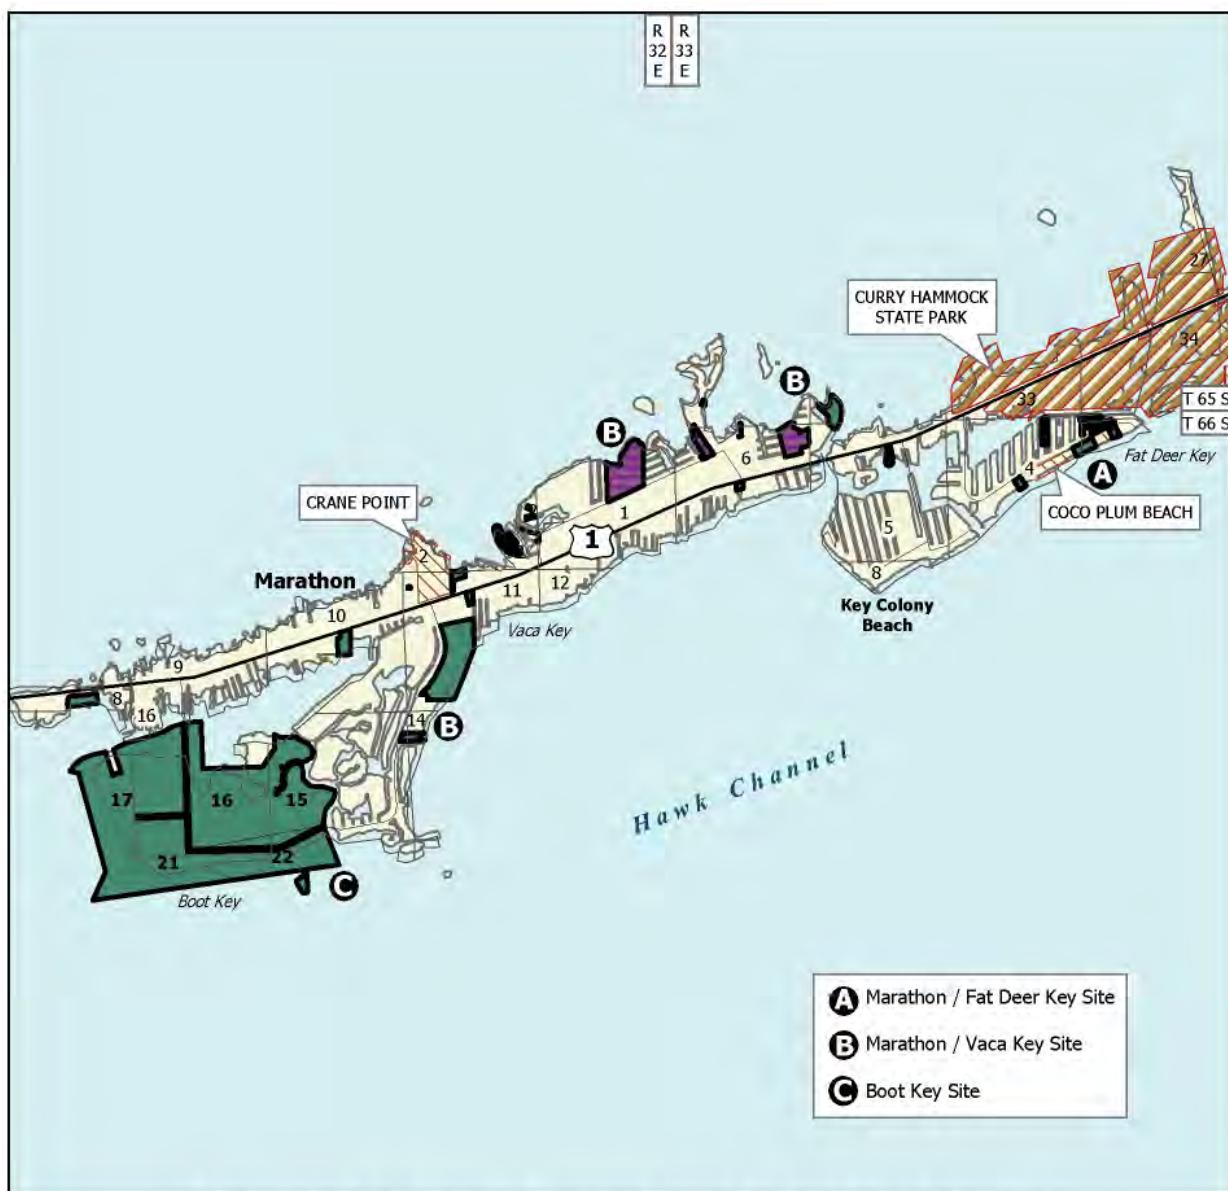 R R
32 33
E E
27
CURRY HAMMOCK
STATE PARK
34
33
T 65 S
T 66 S
B
B
6
4
Fat Deer Key
A
CRANE POINT
1
COCO PLUM BEACH
5
1
2
Marathon
11
12
8
10
Key Colony
Beach
Vaca Key
9
8
16
14
B
Hawk Channel
17
16
15
21
22
C
Boot Key
A Marathon / Fat Deer Key Site
B Marathon / Vaca Key Site
C Boot Key Site